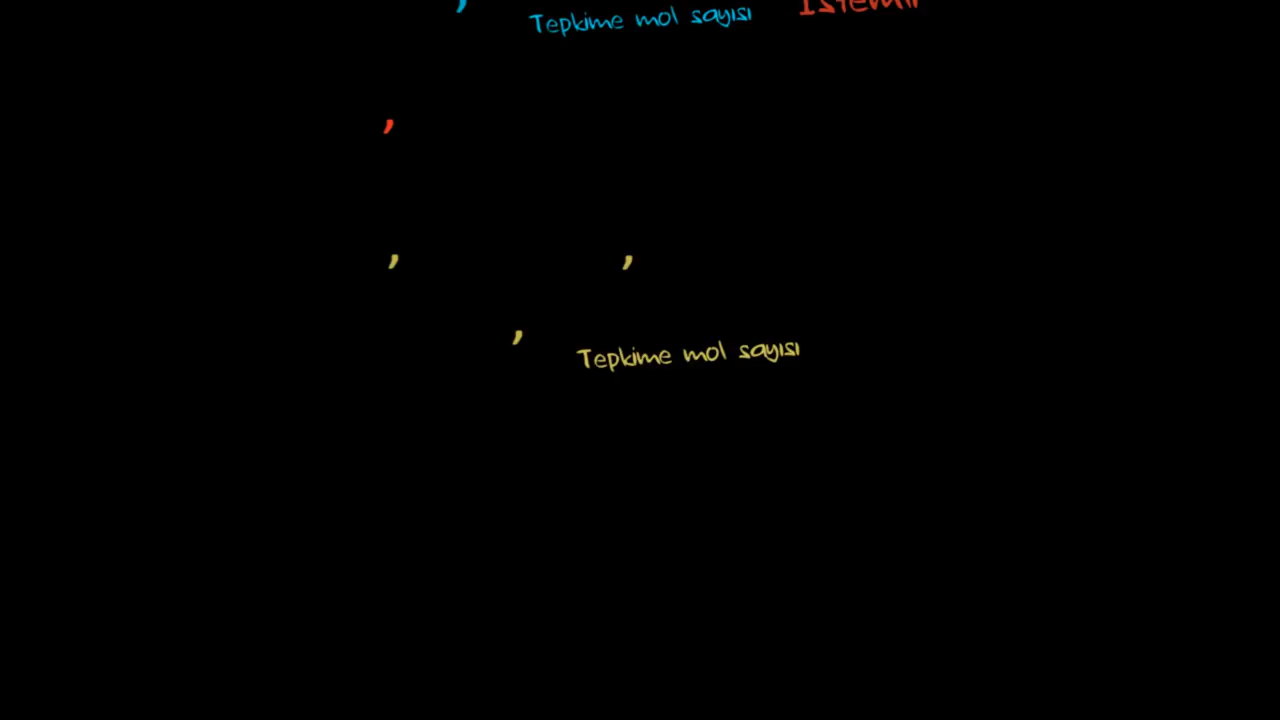 Tepkime mol sayısı
,
,
, ,
, Tepkime mol sayısı